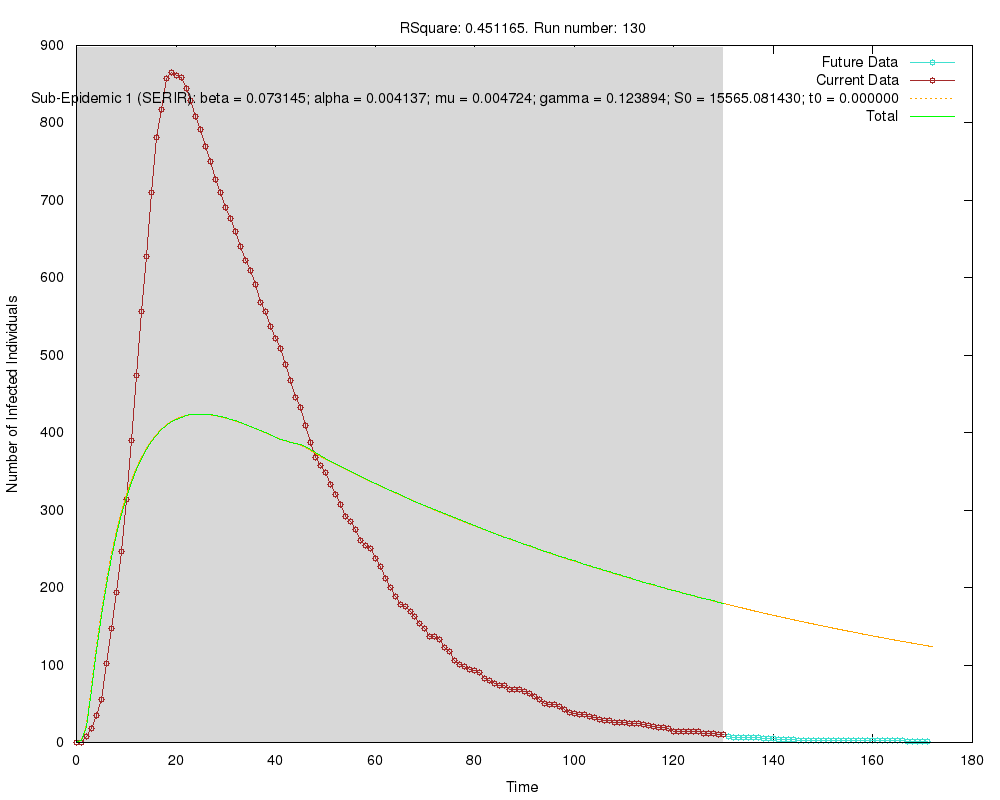 RSquare: 0.451165. Run number: 130
900
800
700
600
500
400
300
200
100
0
Number of Infected Individuals
Future Data
Current Data
Sub-Epidemic 1 (SERIR): beta = 0.073145; alpha = 0.004137; mu = 0.004724; gamma = 0.123894; S0 = 15565.081430; t0 = 0.000000
Total
0 20 40 60 80 100 120 140 160 180
Time